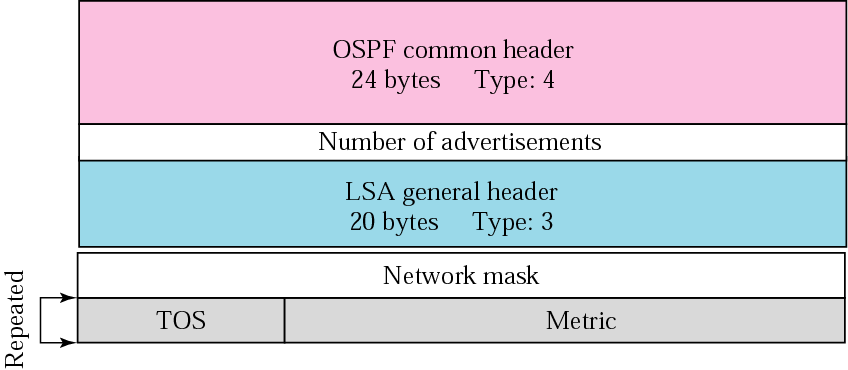 OSPF common header
24 bytes Type: 4
Number of advertisements
LSA general header
20 bytes Type: 3
Network mask
Repeated
TOS Metric